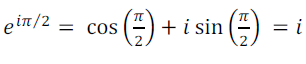 e^{iπ/2} = cos(π/2) + i sin(π/2) = i